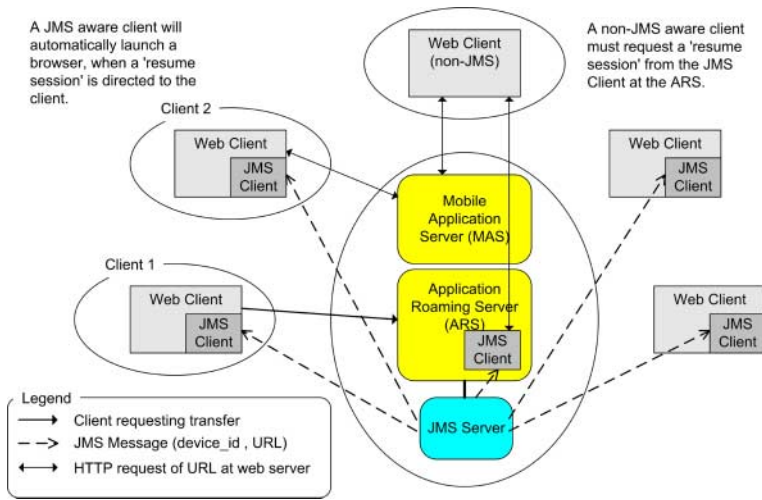 A JMS aware client will
automatically launch a
browser, when a 'resume
session' is directed to the
client.
Web Client
(non-JMS)
A non-JMS aware client
must request a 'resume
session' from the JMS
Client at the ARS.
Client 2
Web Client
JMS
Client
Web Client
JMS
Client
Mobile
Application
Server (MAS)
Client 1
Web Client
JMS
Client
Application
Roaming Server
(ARS)
JMS
Client
Web Client
JMS
Client
JMS Server
Legend
Client requesting transfer
JMS Message (device_id , URL)
HTTP request of URL at web server